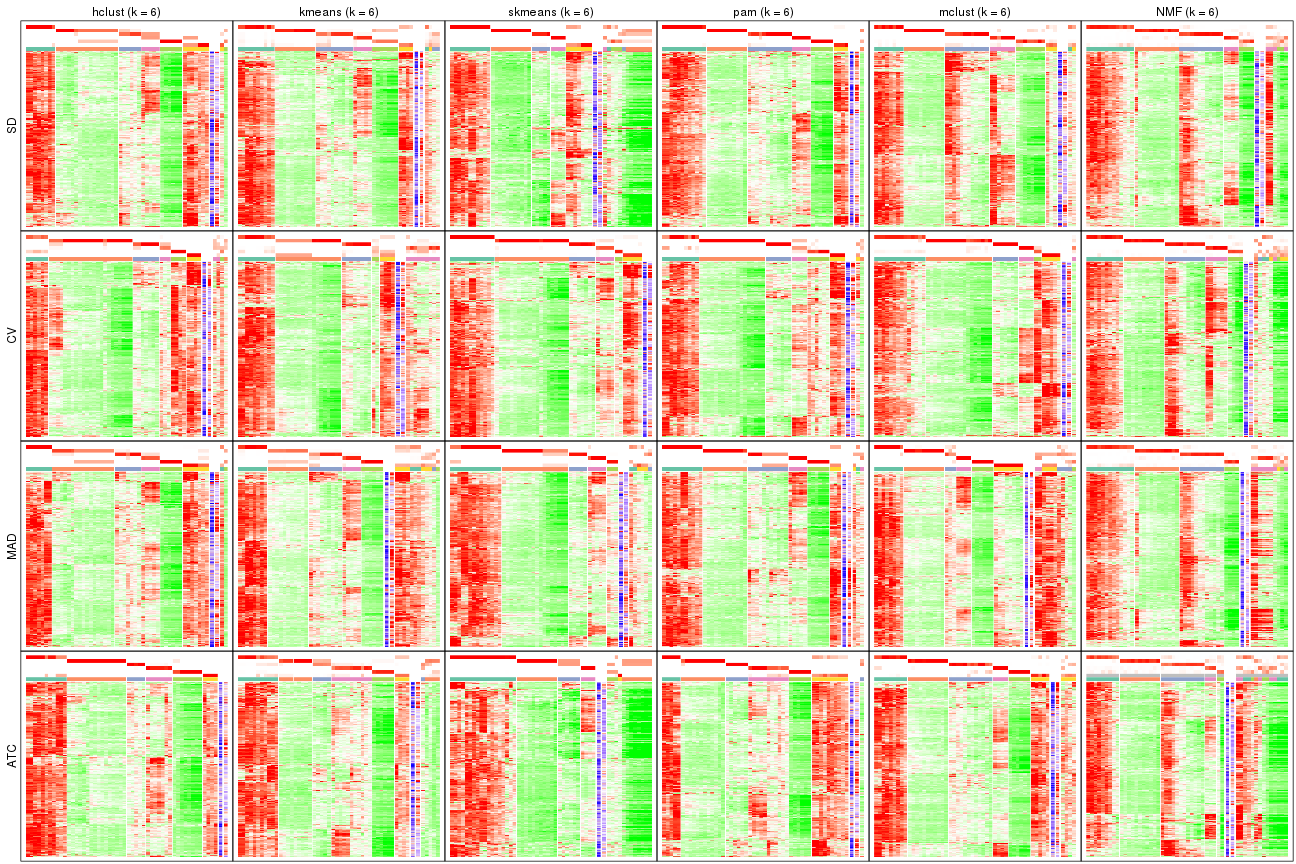 hclust (k = 6) kmeans (k = 6) skmeans (k = 6) pam (k = 6) mclust (k = 6) NMF (k = 6)
SD
CV
MAD
ATC